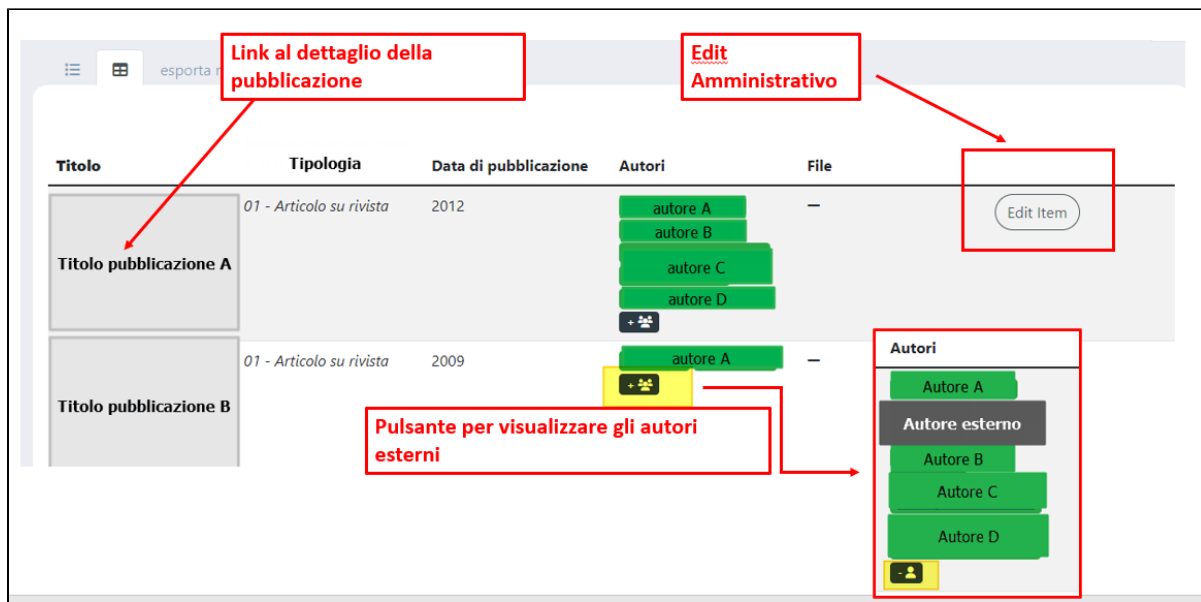 Link al dettaglio della
pubblicazione
Edit
Amministrativo
esporta
Titolo Tipologia Data di pubblicazione Autori File
01 - Articolo su rivista 2012 autore A — Edit Item
autore B
Titolo pubblicazione A
autore C
autore D
+
01 - Articolo su rivista 2009 autore A —
+
Titolo pubblicazione B
Pulsante per visualizzare gli autori
esterni
Autori
Autore A
Autore esterno
Autore B
Autore C
Autore D
-